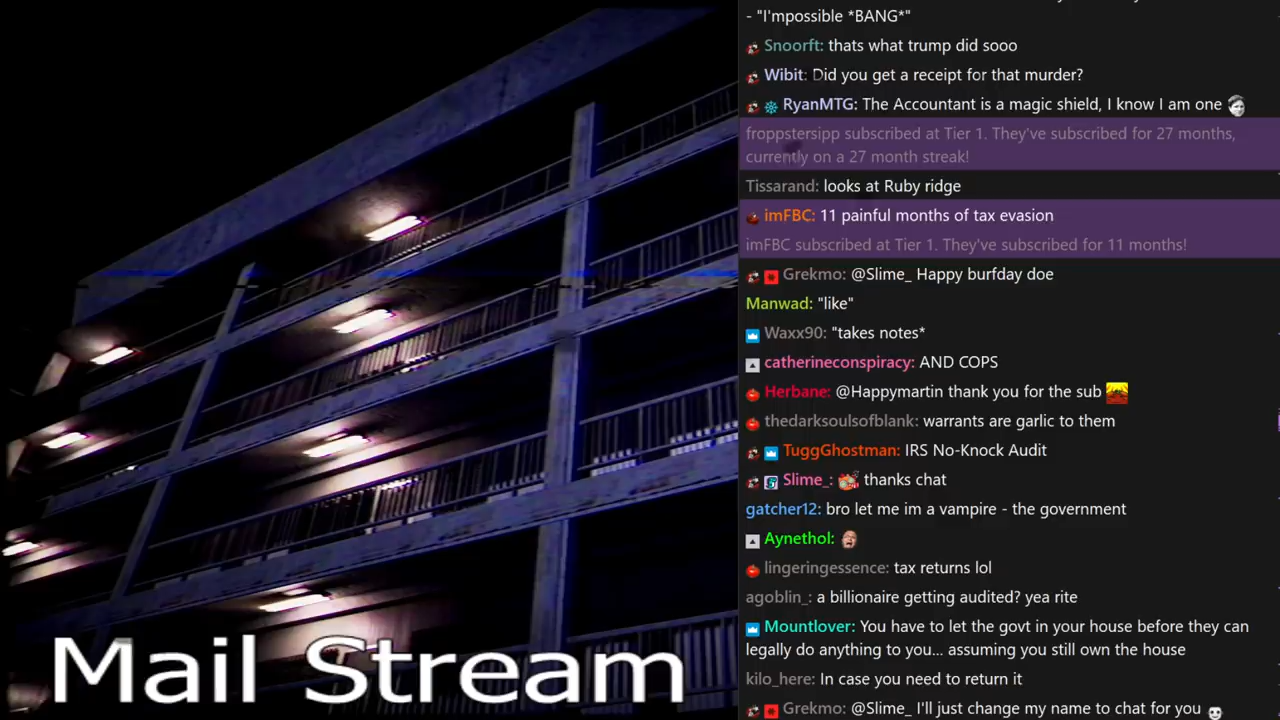 - "I'mpossible *BANG*"
Snoorft: thats what trump did sooo
Wibit: Did you get a receipt for that murder?
RyanMTG: The Accountant is a magic shield, I know I am one
froppstersipp subscribed at Tier 1. They've subscribed for 27 months,
currently on a 27 month streak!
Tissarand: looks at Ruby ridge
imFBC: 11 painful months of tax evasion
imFBC subscribed at Tier 1. They've subscribed for 11 months!
Grekmo: @Slime_ Happy burfday doe
Manwad: "like"
Waxx90: "takes notes*
catherineconspiracy: AND COPS
Herbane: @Happymartin thank you for the sub
thedarksoulsofblank: warrants are garlic to them
TuggGhostman: IRS No-Knock Audit
Slime_: thanks chat
gatcher12: bro let me im a vampire - the government
Aynethol:
lingeringessence: tax returns lol
agoblin_: a billionaire getting audited? yea rite
Mountlover: You have to let the govt in your house before they can
legally do anything to you... assuming you still own the house
kilo_here: In case you need to return it
Grekmo: @Slime_ I'll just change my name to chat for you
Mail Stream